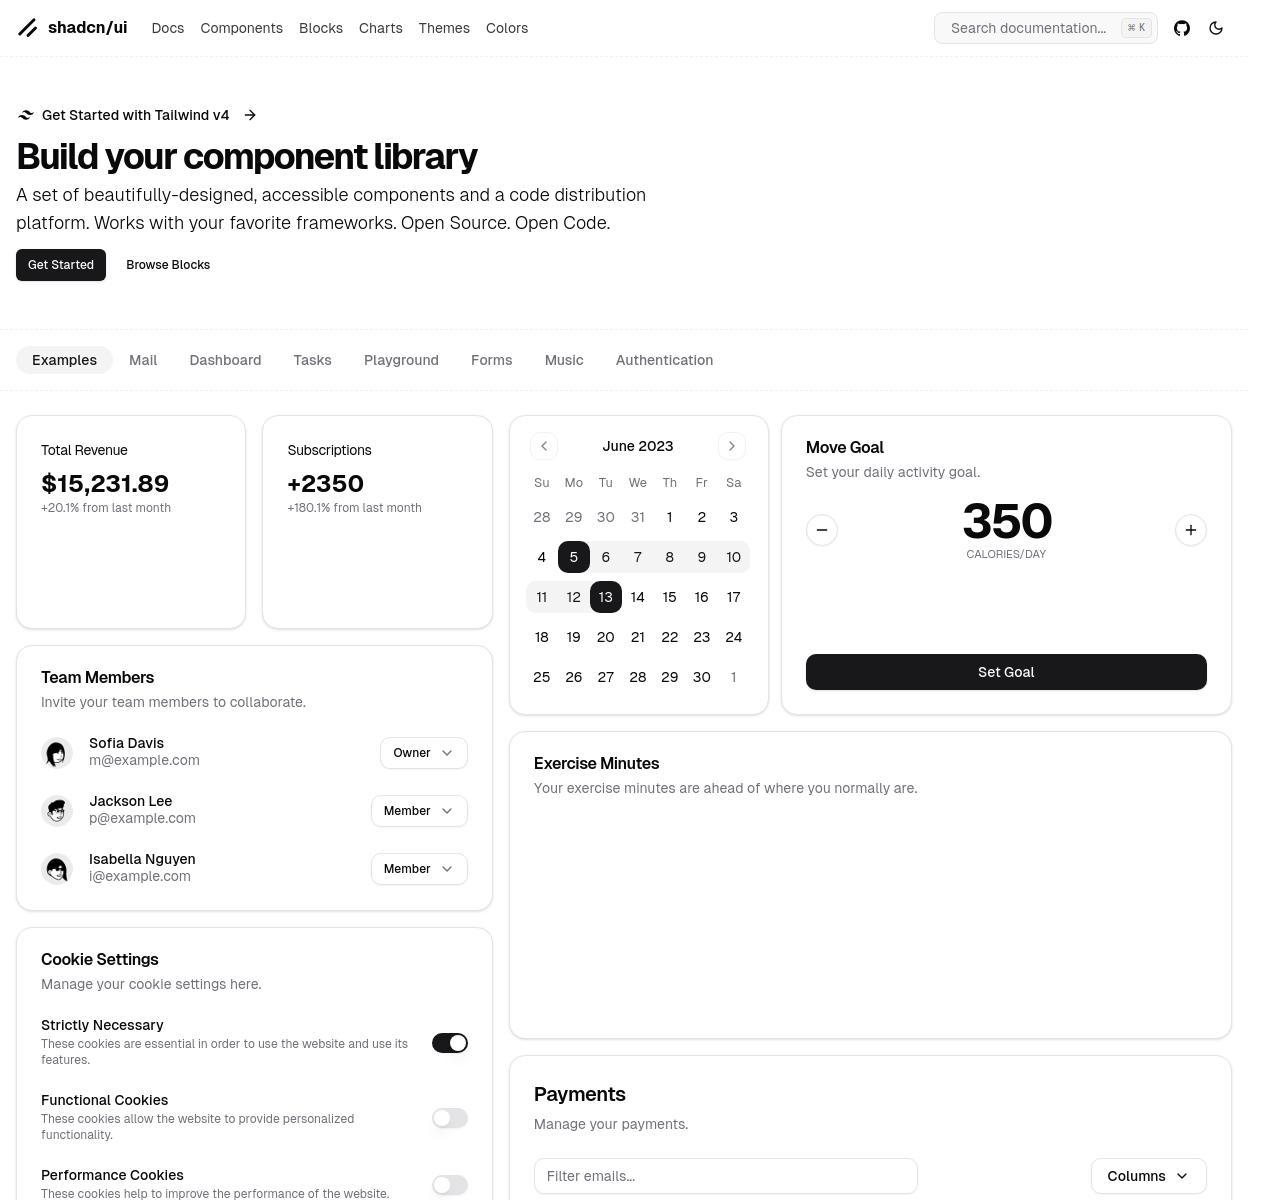 shadcn/ui Docs Components Blocks Charts Themes Colors Search documentation... ⌘ K
Get Started with Tailwind v4
Build your component library
A set of beautifully-designed, accessible components and a code distribution
platform. Works with your favorite frameworks. Open Source. Open Code.
Get Started Browse Blocks
Examples Mail Dashboard Tasks Playground Forms Music Authentication
Total Revenue
$15,231.89
+20.1% from last month
Subscriptions
+2350
+180.1% from last month
Team Members
Invite your team members to collaborate.
Sofia Davis
m@example.com
Owner
Jackson Lee
p@example.com
Member
Isabella Nguyen
i@example.com
Member
Cookie Settings
Manage your cookie settings here.
Strictly Necessary
These cookies are essential in order to use the website and use its
features.
Functional Cookies
These cookies allow the website to provide personalized
functionality.
Performance Cookies
These cookies help to improve the performance of the website.
June 2023
Su Mo Tu We Th Fr Sa
28 29 30 31 1 2 3
4 5 6 7 8 9 10
11 12 13 14 15 16 17
18 19 20 21 22 23 24
25 26 27 28 29 30 1
Move Goal
Set your daily activity goal.
350
CALORIES/DAY
Set Goal
Exercise Minutes
Your exercise minutes are ahead of where you normally are.
Payments
Manage your payments.
Filter emails... Columns